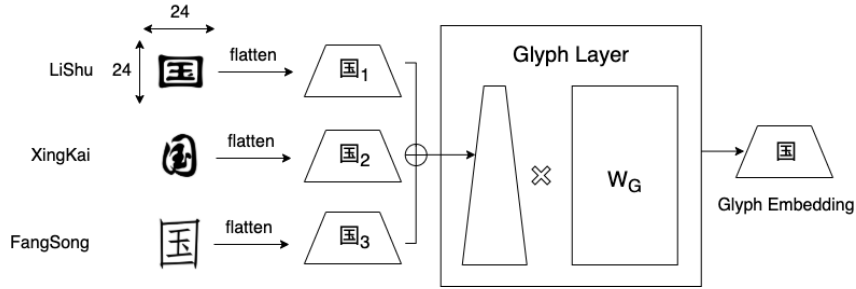 24
Glyph Layer
LiShu 24 国 flatten 国1
XingKai 国 flatten 国2 WG 国
Glyph Embedding
FangSong 国 flatten 国3